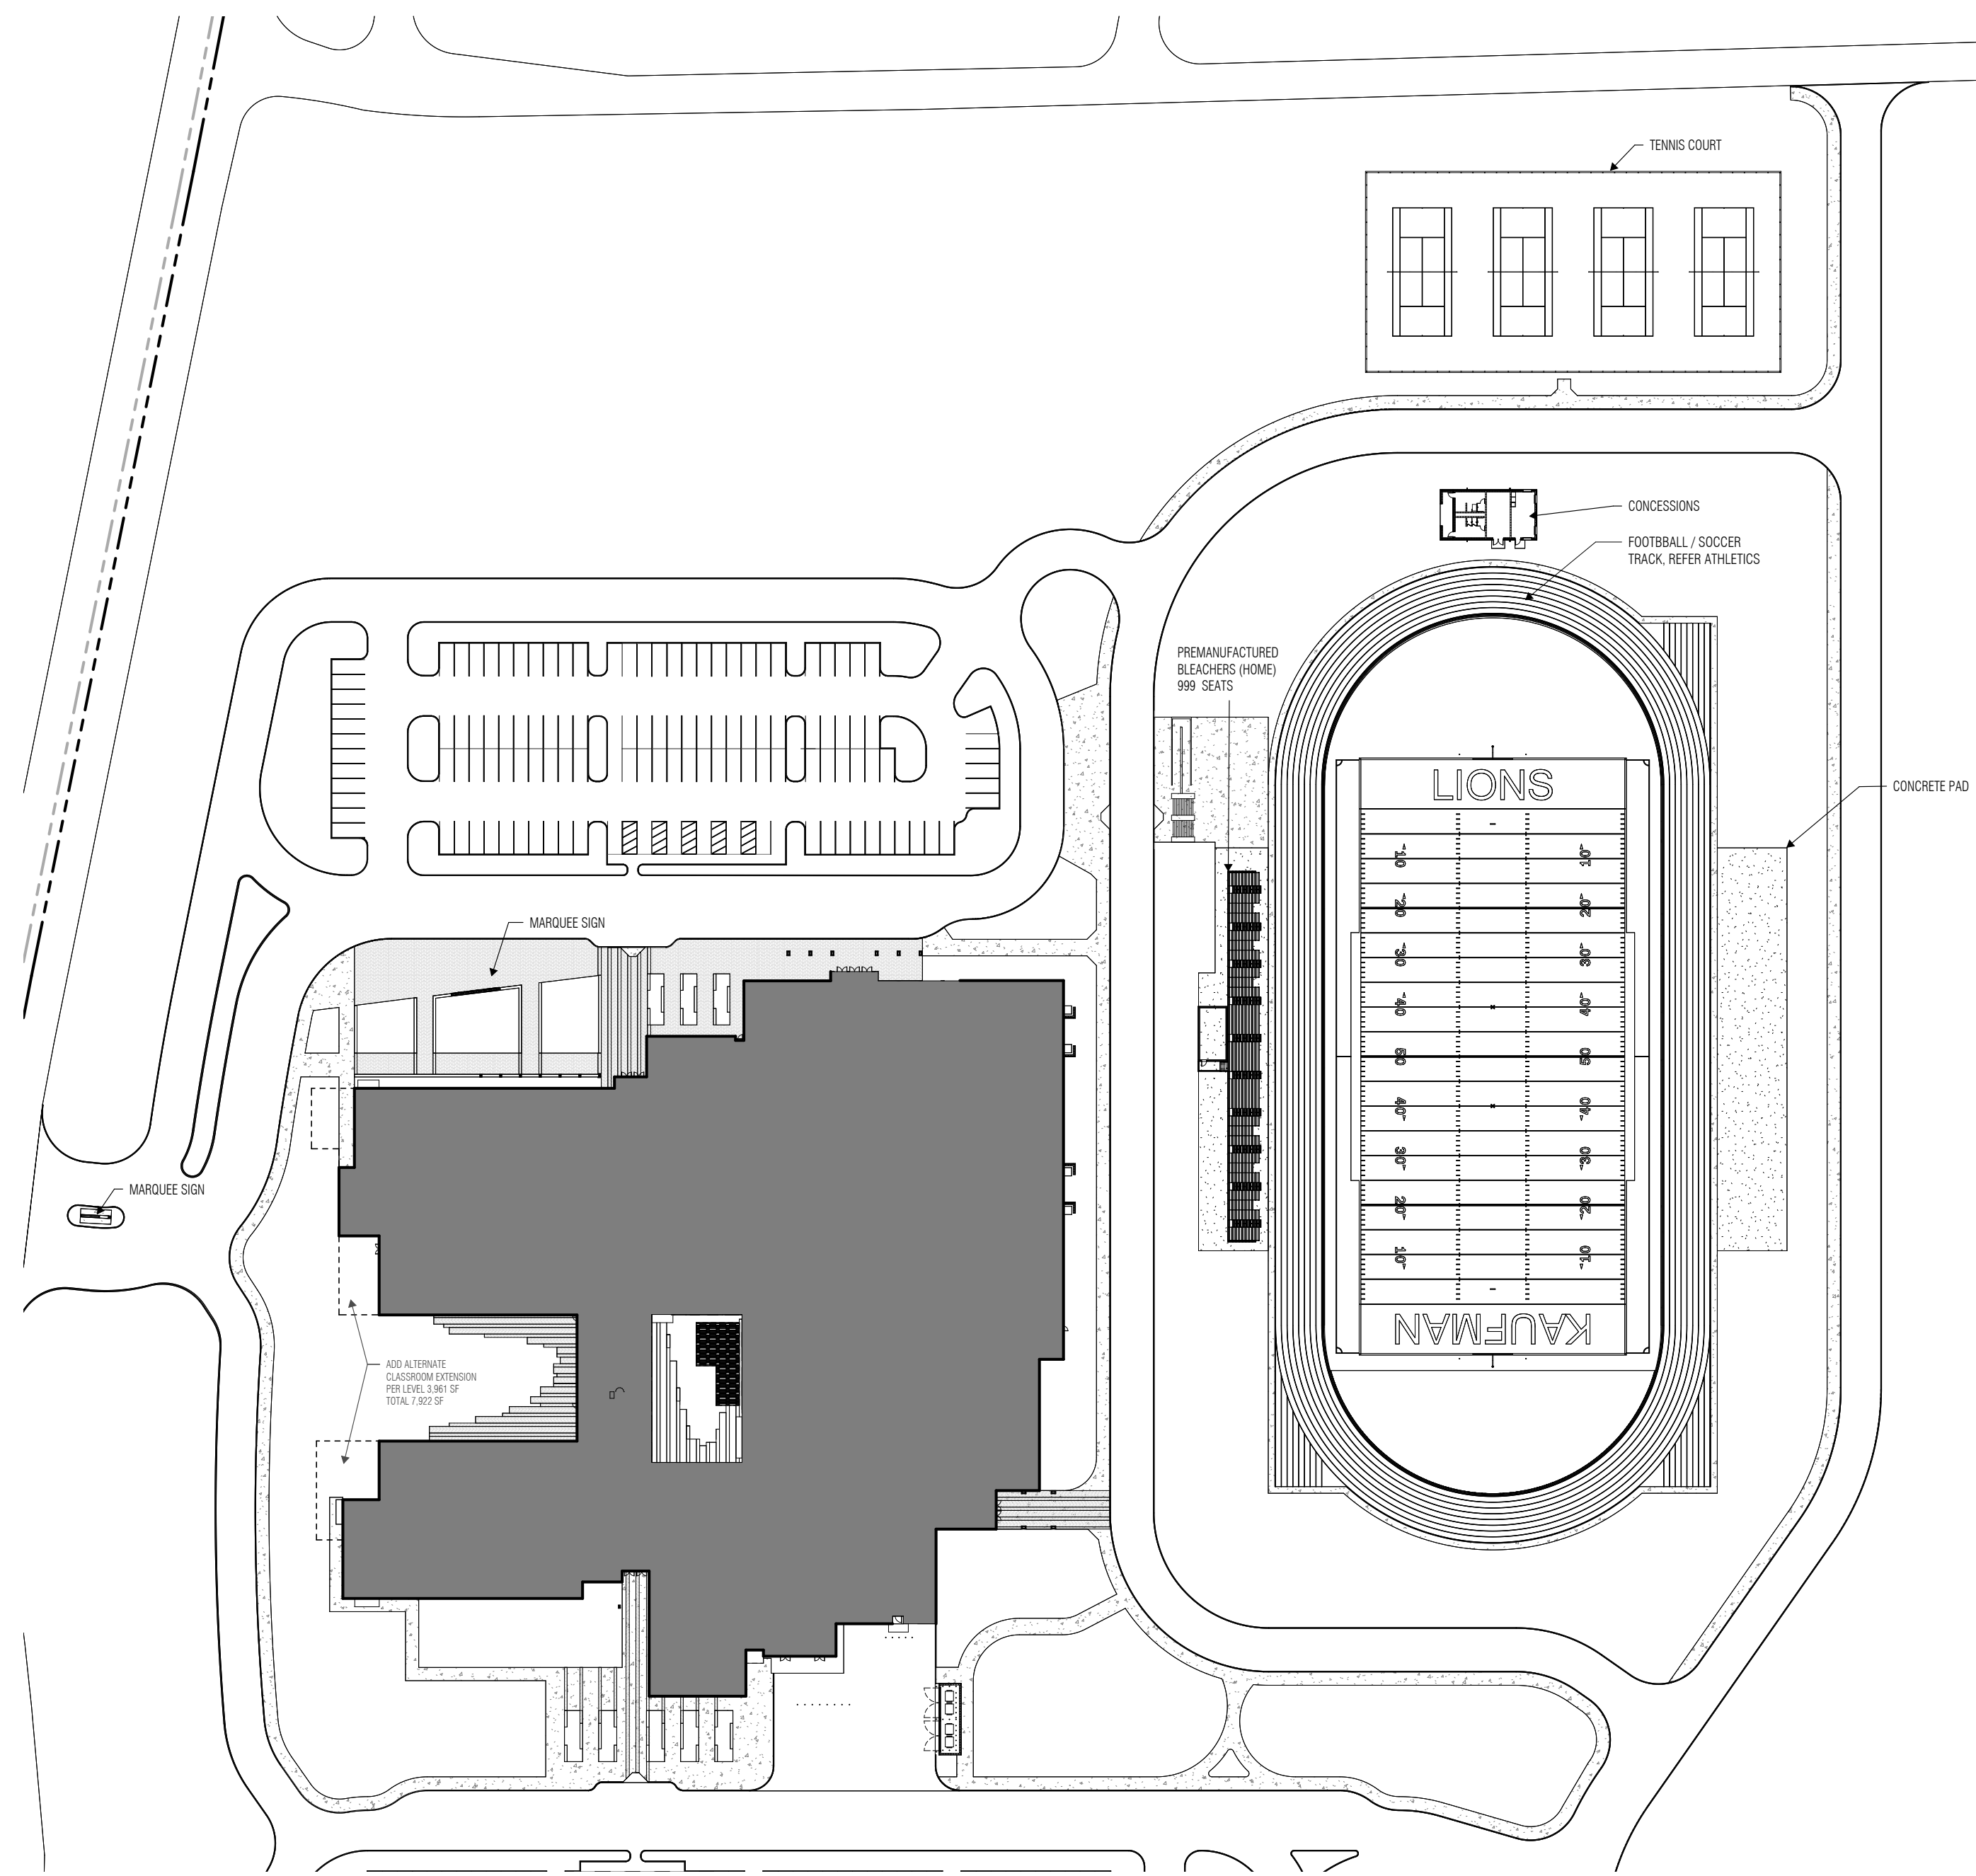 TENNIS COURT
CONCESSIONS
FOOTBBALL / SOCCER
TRACK, REFER ATHLETICS
PREMANUFACTURED
BLEACHERS (HOME)
999 SEATS
LIONS
CONCRETE PAD
10 10
20 20
30 30
40 40
50 50
40 40
30 30
20 20
10 10
KAUFMAN
MARQUEE SIGN
MARQUEE SIGN
ADD ALTERNATE
CLASSROOM EXTENSION
PER LEVEL 3,961 SF
TOTAL 7,922 SF